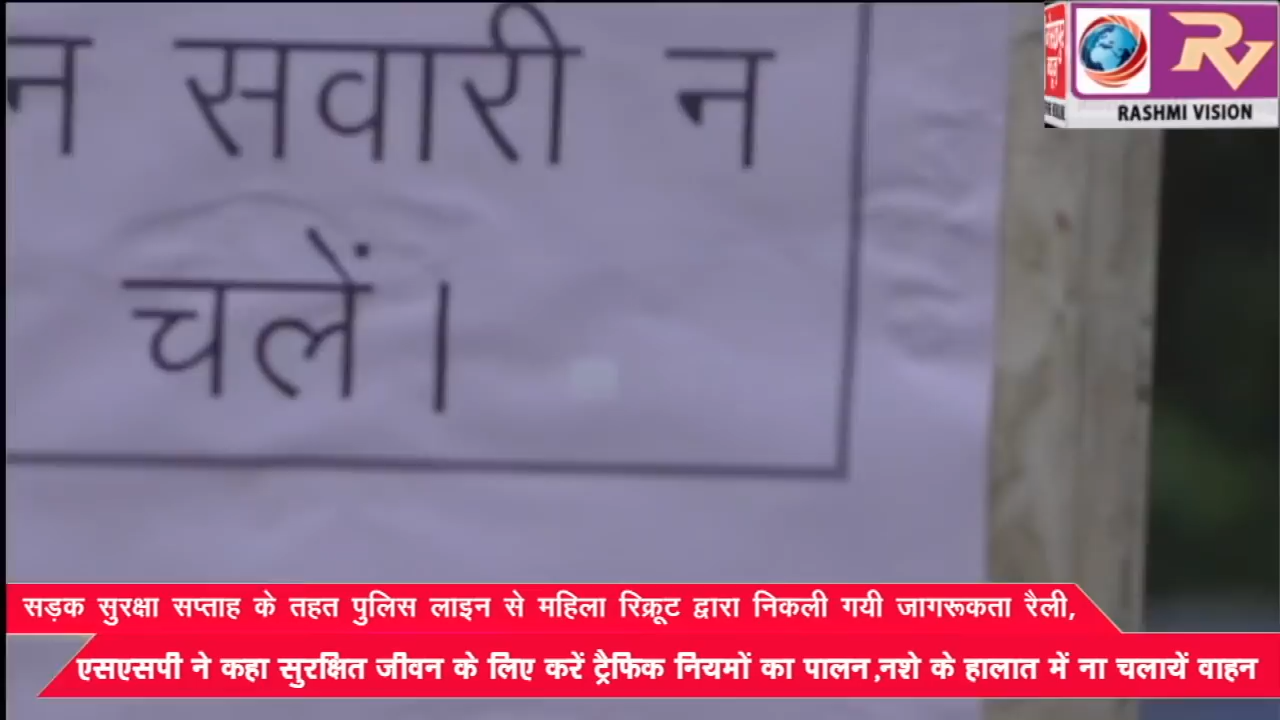 न सवारी न
चलें।
RASHMI VISION
सड़क सुरक्षा सप्ताह के तहत पुलिस लाइन से महिला रिक्रूट द्वारा निकली गयी जागरूकता रैली,
एसएसपी ने कहा सुरक्षित जीवन के लिए करें ट्रैफिक नियमों का पालन,नशे के हालात में ना चलायें वाहन